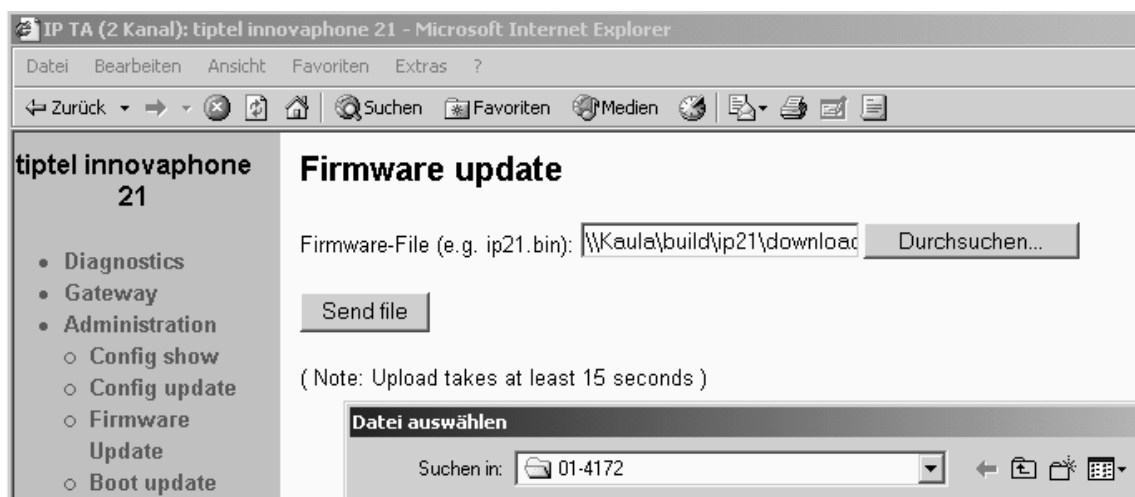 IP TA (2 Kanal): tiptel innovaphone 21 - Microsoft Internet Explorer
Datei Bearbeiten Ansicht Favoriten Extras ?
Zurück Suchen Favoriten Medien
tiptel innovaphone
21
Diagnostics
Gateway
Administration
Config show
Config update
Firmware
Update
Boot update
Firmware update
Firmware-File (e.g. ip21.bin): \\Kaula\build\ip21\download Durchsuchen...
Send file
( Note: Upload takes at least 15 seconds )
Datei auswählen
Suchen in: 01-4172